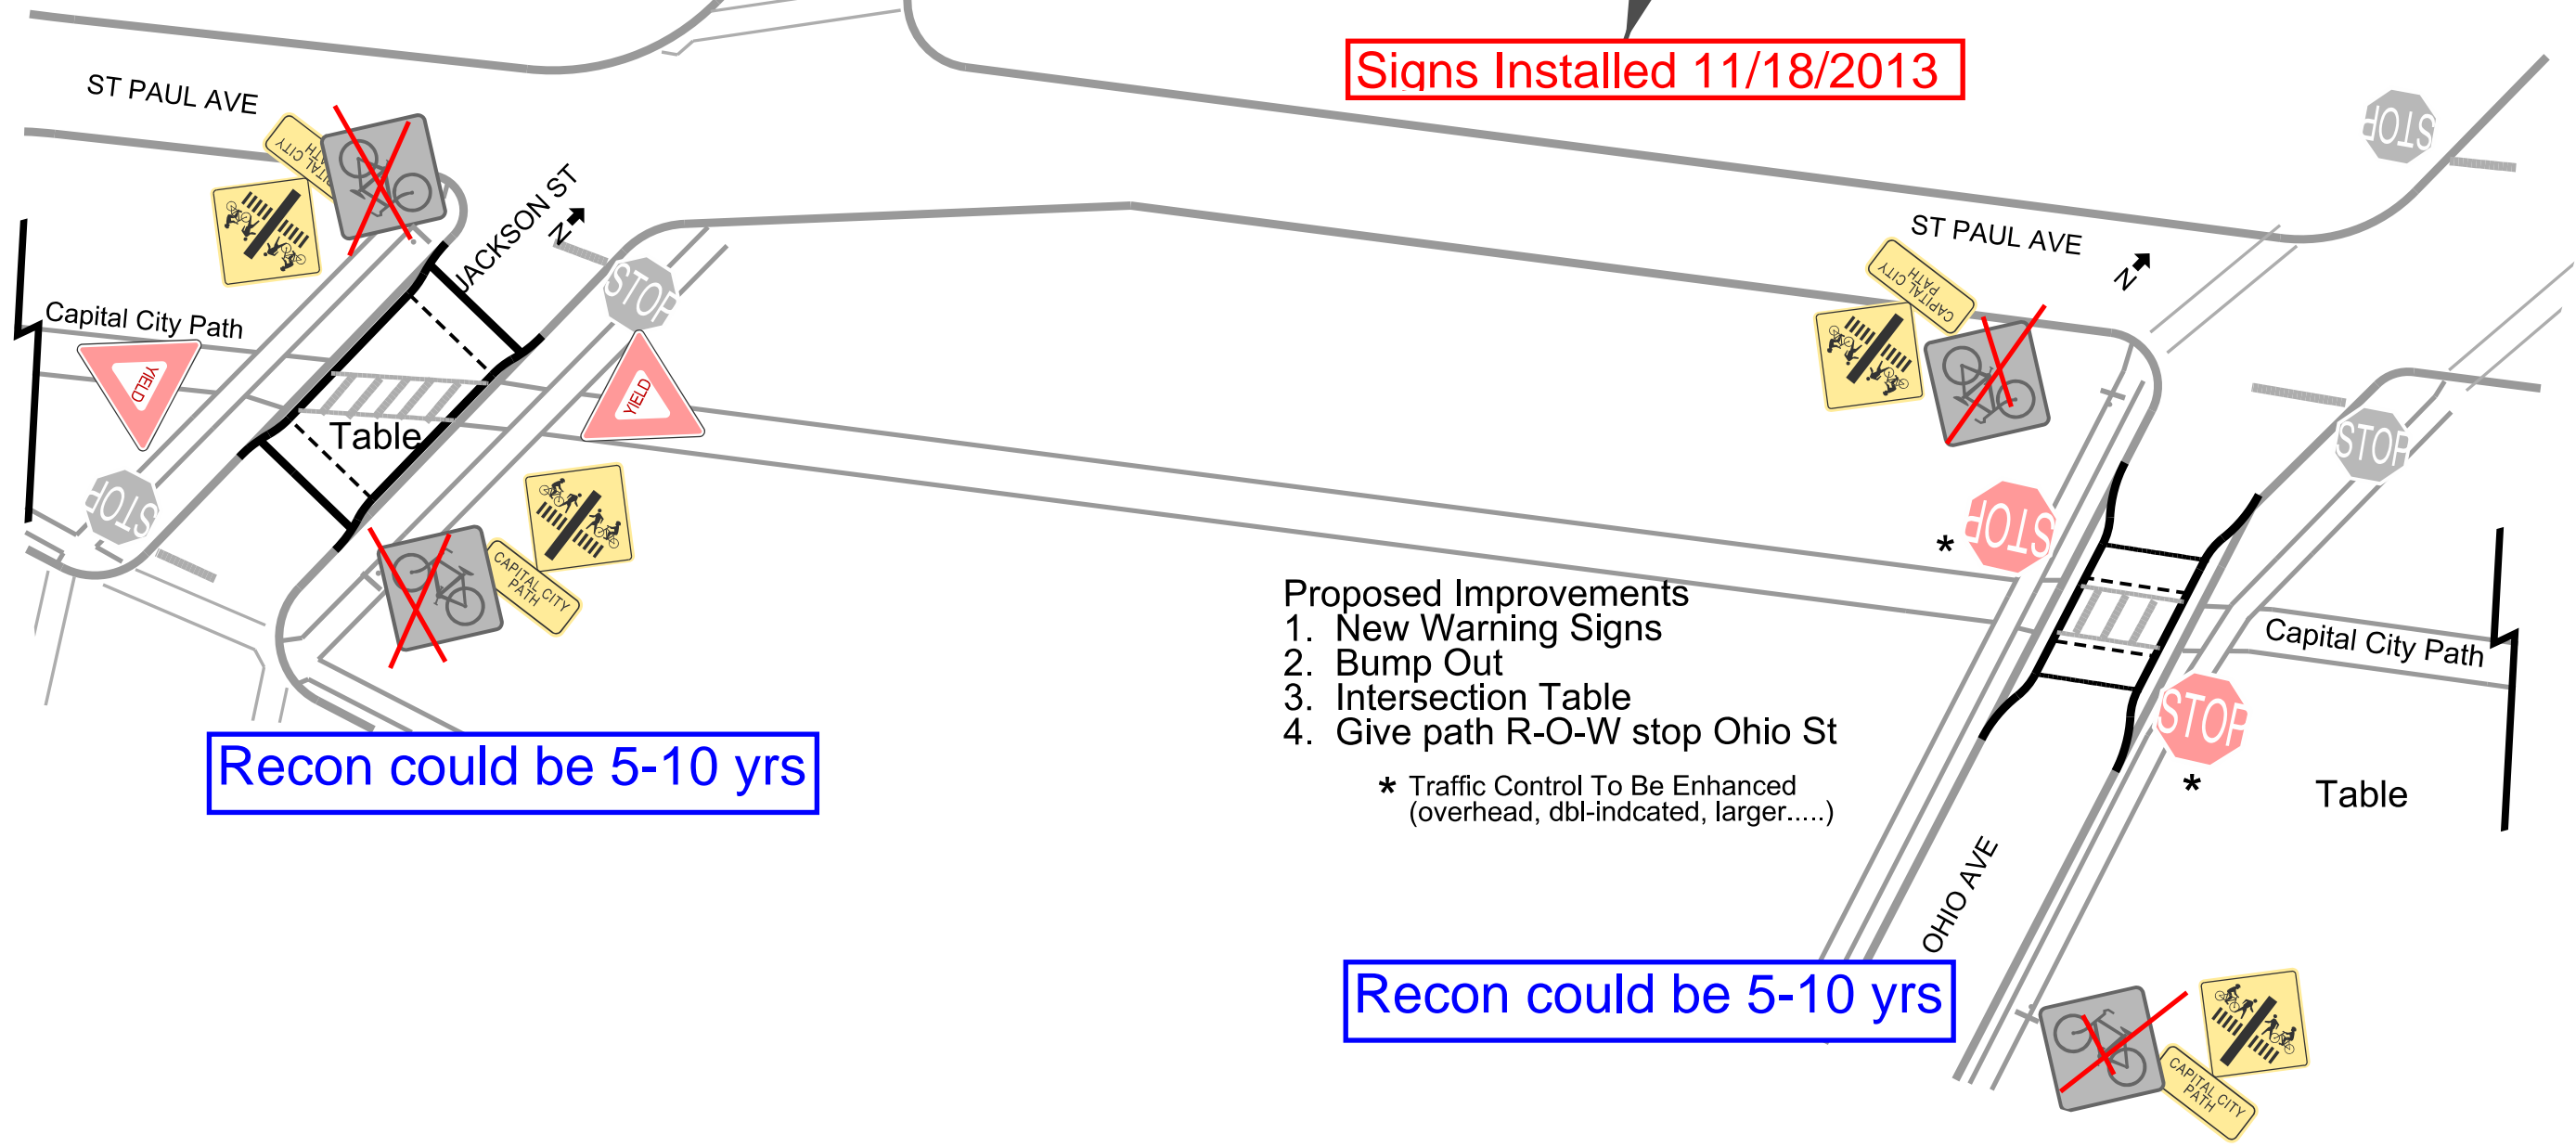 Signs Installed 11/18/2013
ST PAUL AVE
CAPITAL CITY
PATH
JACKSON ST
N
STOP
Capital City Path
YIELD
YIELD
Table
STOP
CAPITAL CITY
PATH
STOP
ST PAUL AVE
N
CAPITAL CITY
PATH
STOP
STOP
*
Proposed Improvements
1. New Warning Signs
2. Bump Out
3. Intersection Table
4. Give path R-O-W stop Ohio St
* Traffic Control To Be Enhanced
(overhead, dbl-indcated, larger.....)
Capital City Path
STOP
*
Table
OHIO AVE
Recon could be 5-10 yrs
Recon could be 5-10 yrs
CAPITAL CITY
PATH